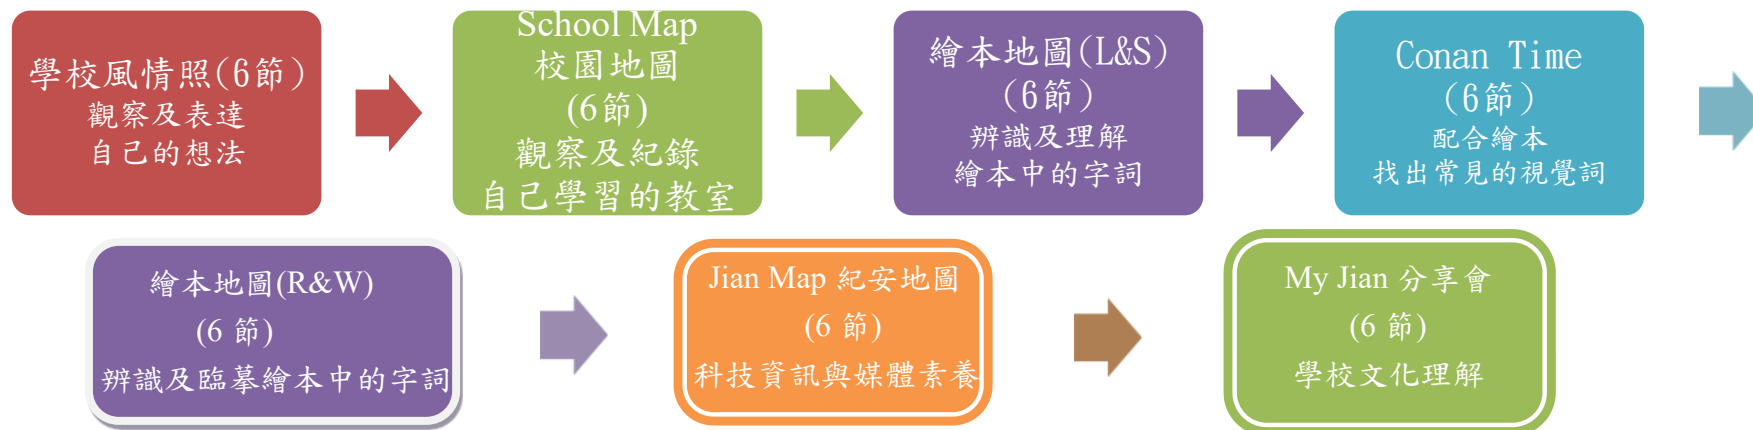 學校風情照(6節)
觀察及表達
自己的想法
School Map
校園地圖
(6節)
觀察及紀錄
自己學習的教室
繪本地圖(L&S)
(6節)
辨識及理解
繪本中的字詞
Conan Time
(6節)
配合繪本
找出常見的視覺詞
繪本地圖(R&W)
(6 節)
辨識及臨摹繪本中的字詞
Jian Map 紀安地圖
(6 節)
科技資訊與媒體素養
My Jian 分享會
(6 節)
學校文化理解